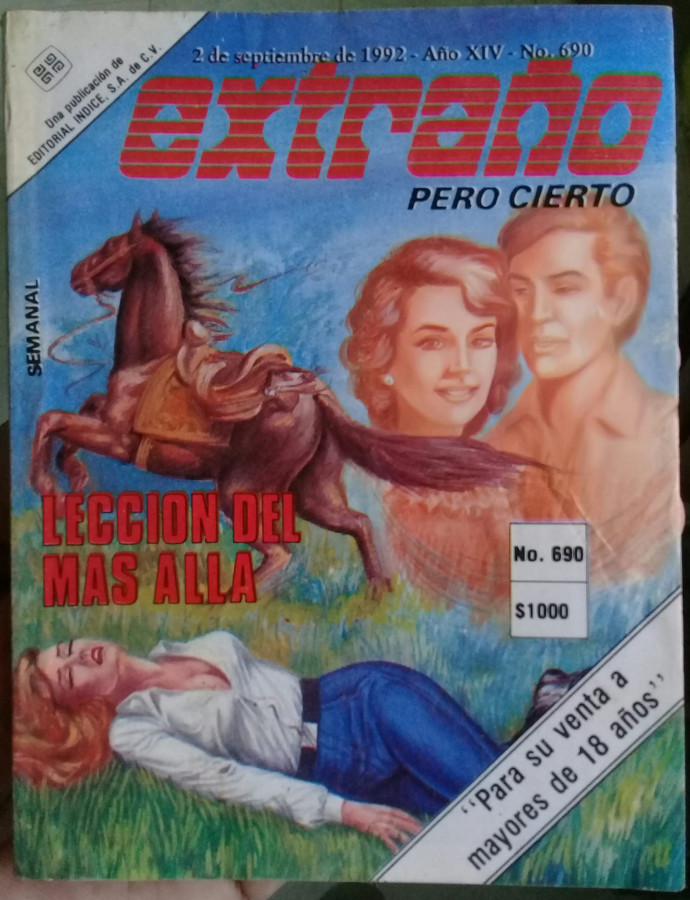 Una publicación de
EDITORIAL INDICE, S.A. de C.V.
2 de septiembre de 1992 - Año XIV - No. 690
extraño
PERO CIERTO
SEMANAL
LECCION DEL
MAS ALLA
No. 690
$1000
"Para su venta a
mayores de 18 años"